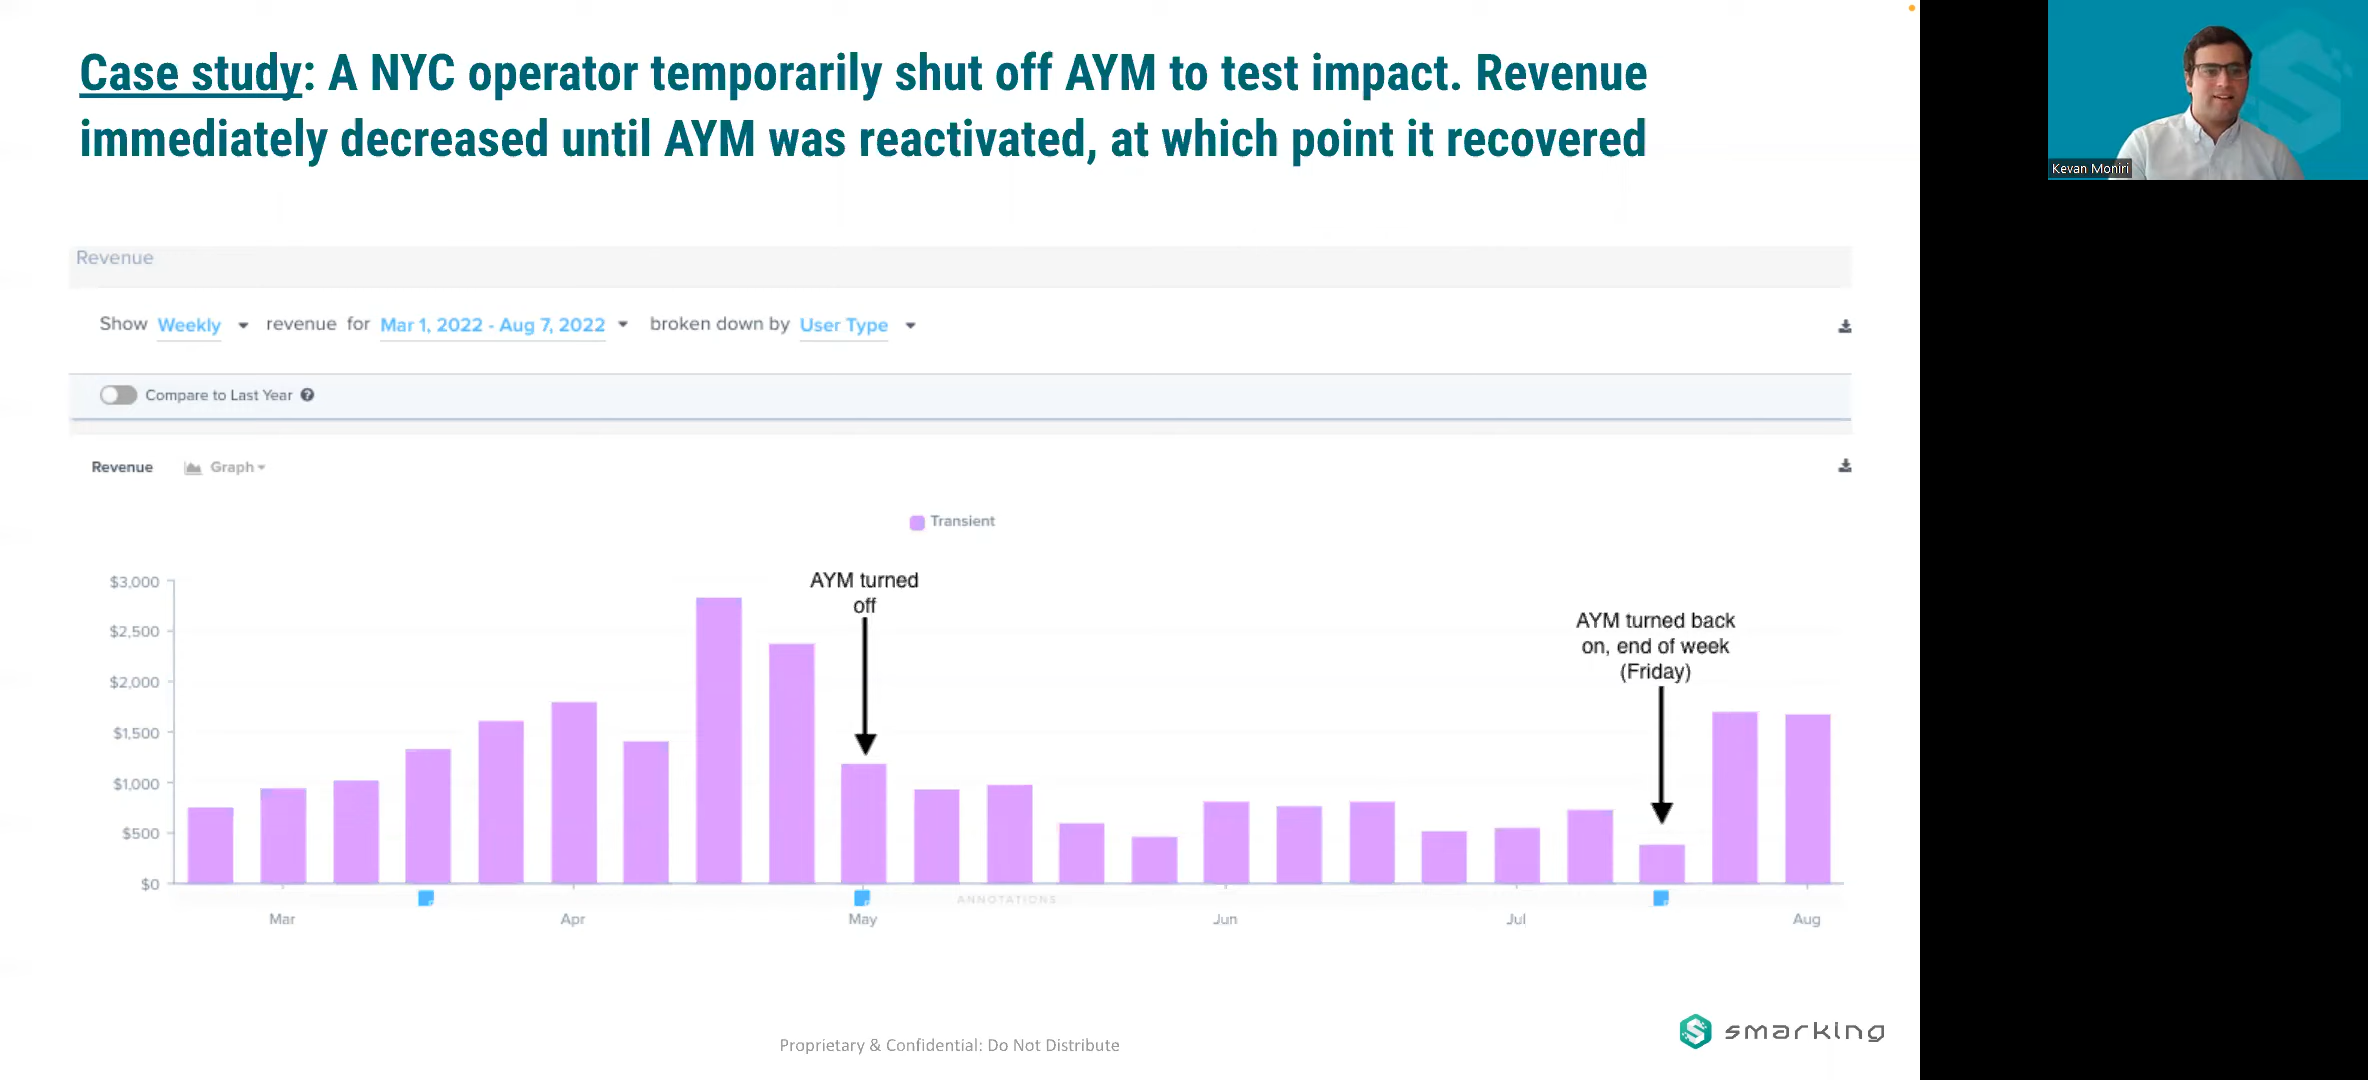 Case study: A NYC operator temporarily shut off AYM to test impact. Revenue
immediately decreased until AYM was reactivated, at which point it recovered
Kevan Moniri
Revenue
Show Weekly revenue for Mar 1, 2022 - Aug 7, 2022 broken down by User Type
Compare to Last Year ?
Revenue Graph
Transient
$3,000
$2,500
$2,000
$1,500
$1,000
$500
$0
AYM turned
off
AYM turned back
on, end of week
(Friday)
ANNOTATIONS
Mar Apr May Jun Jul Aug
smarking
Proprietary & Confidential: Do Not Distribute